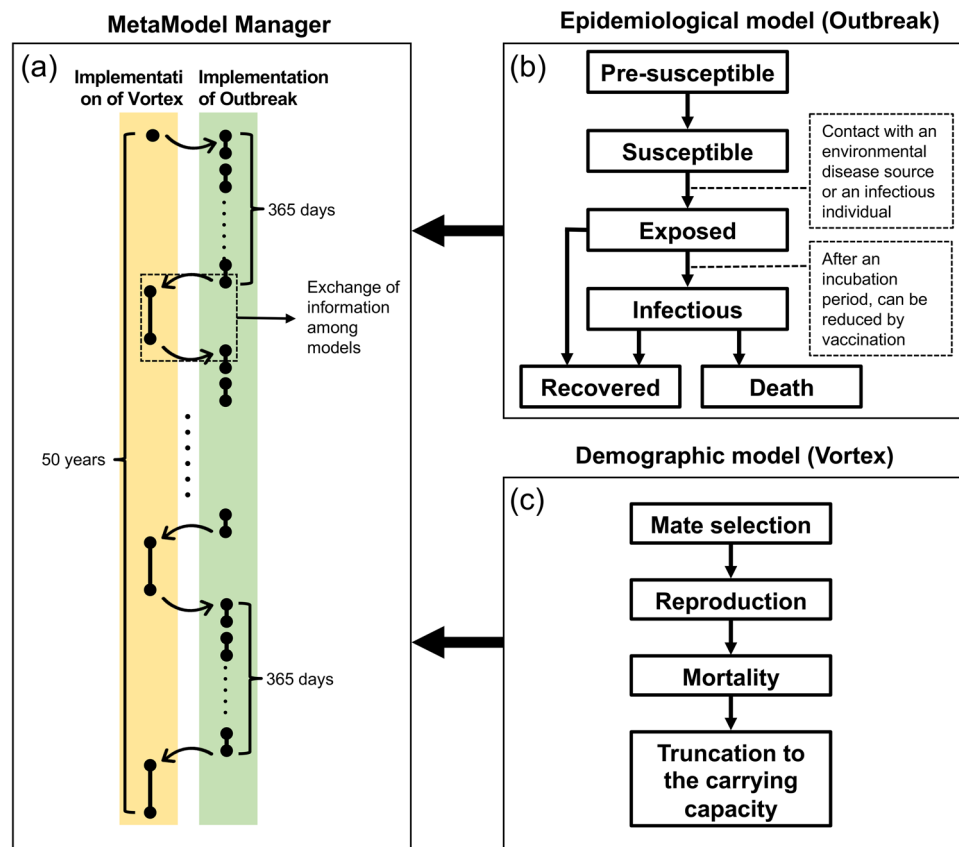 MetaModel Manager
(a)
Implementati
on of Vortex
Implementation
of Outbreak
365 days
Exchange of
information
among
models
50 years
365 days
Epidemiological model (Outbreak)
(b)
Pre-susceptible
Susceptible
Contact with an
environmental
disease source
or an infectious
individual
Exposed
After an
incubation
period, can be
reduced by
vaccination
Infectious
Recovered
Death
Demographic model (Vortex)
(c)
Mate selection
Reproduction
Mortality
Truncation to
the carrying
capacity